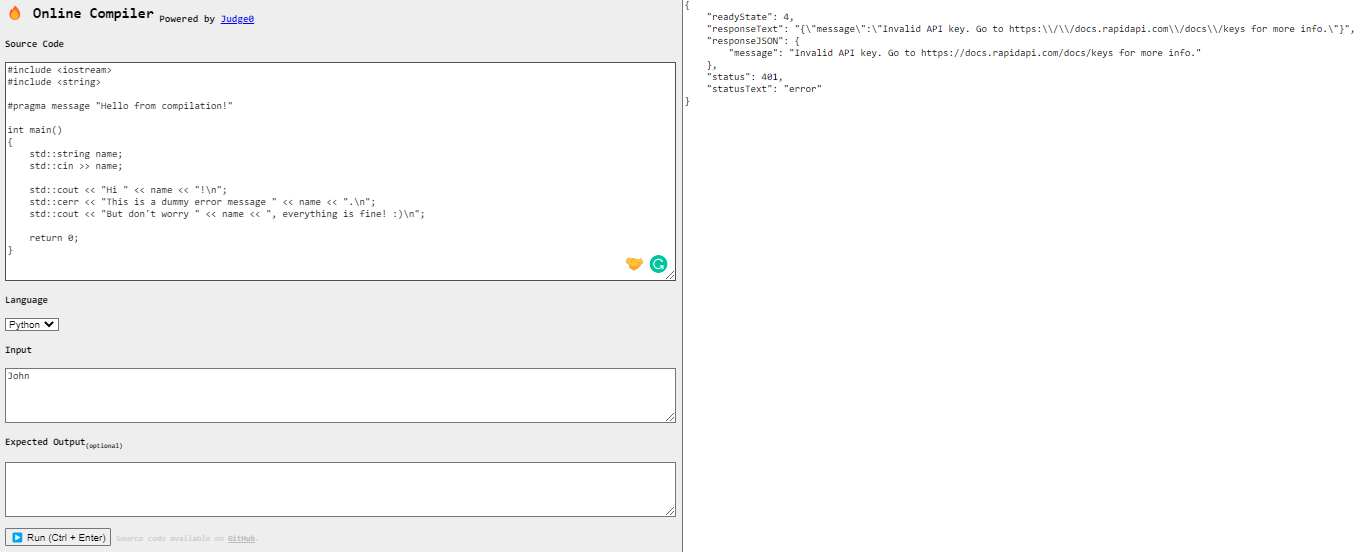 Online Compiler Powered by Judge0
Source Code
#include <iostream>
#include <string>
#pragma message "Hello from compilation!"
int main()
{
    std::string name;
    std::cin >> name;
    std::cout << "Hi " << name << "!\n";
    std::cerr << "This is a dummy error message " << name << ".\n";
    std::cout << "But don't worry " << name << ", everything is fine! :)\n";
    return 0;
}
Language
Python
Input
John
Expected Output(optional)
Run (Ctrl + Enter) Source code available on GitHub.
{
    "readyState": 4,
    "responseText": "{\"message\":\"Invalid API key. Go to https:\\/\\/docs.rapidapi.com\\/docs\\/keys for more info.\"}",
    "responseJSON": {
        "message": "Invalid API key. Go to https://docs.rapidapi.com/docs/keys for more info."
    },
    "status": 401,
    "statusText": "error"
}